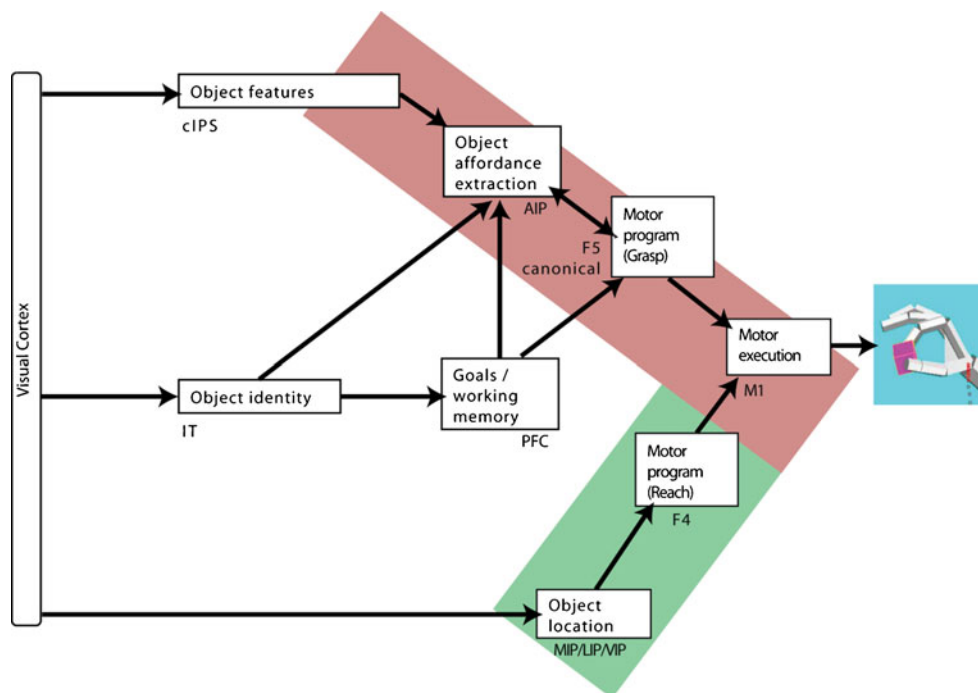 Visual Cortex
Object features
cIPS
Object
affordance
extraction
AIP
Motor
program
(Grasp)
F5
canonical
Motor
execution
M1
Object identity
IT
Goals /
working
memory
PFC
Motor
program
(Reach)
F4
Object
location
MIP/LIP/VIP